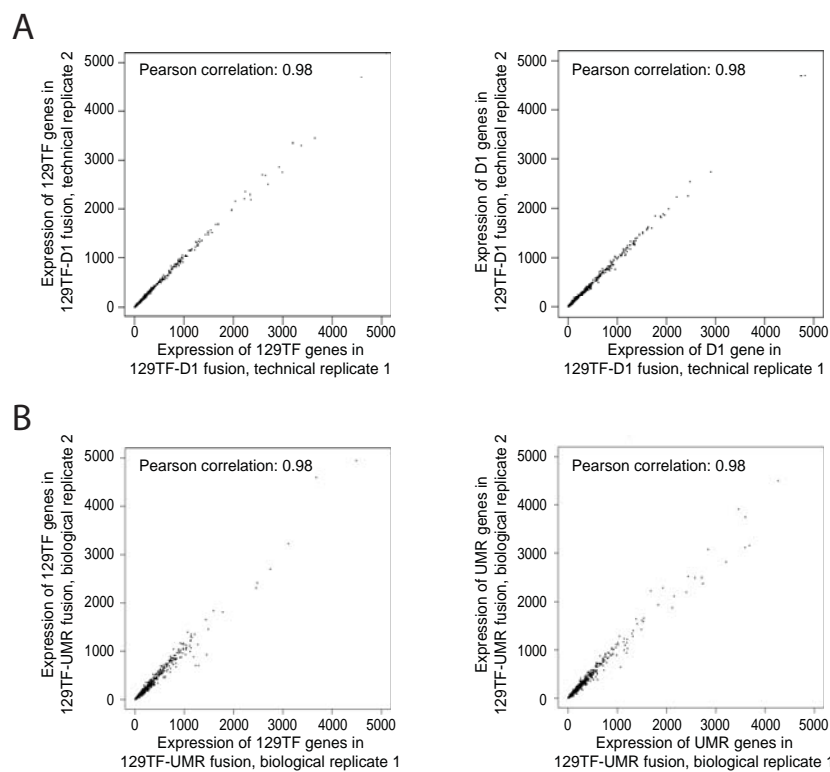 A
Expression of 129TF genes in
129TF-D1 fusion, technical replicate 2
5000
4000
3000
2000
1000
0
Pearson correlation: 0.98
0 1000 2000 3000 4000 5000
Expression of 129TF genes in
129TF-D1 fusion, technical replicate 1
Expression of D1 genes in
129TF-D1 fusion, technical replicate 2
5000
4000
3000
2000
1000
0
Pearson correlation: 0.98
0 1000 2000 3000 4000 5000
Expression of D1 gene in
129TF-D1 fusion, technical replicate 1
B
Expression of 129TF genes in
129TF-UMR fusion, biological replicate 2
5000
4000
3000
2000
1000
0
Pearson correlation: 0.98
0 1000 2000 3000 4000 5000
Expression of 129TF genes in
129TF-UMR fusion, biological replicate 1
Expression of UMR genes in
129TF-UMR fusion, biological replicate 2
5000
4000
3000
2000
1000
0
Pearson correlation: 0.98
0 1000 2000 3000 4000 5000
Expression of UMR genes in
129TF-UMR fusion, biological replicate 1